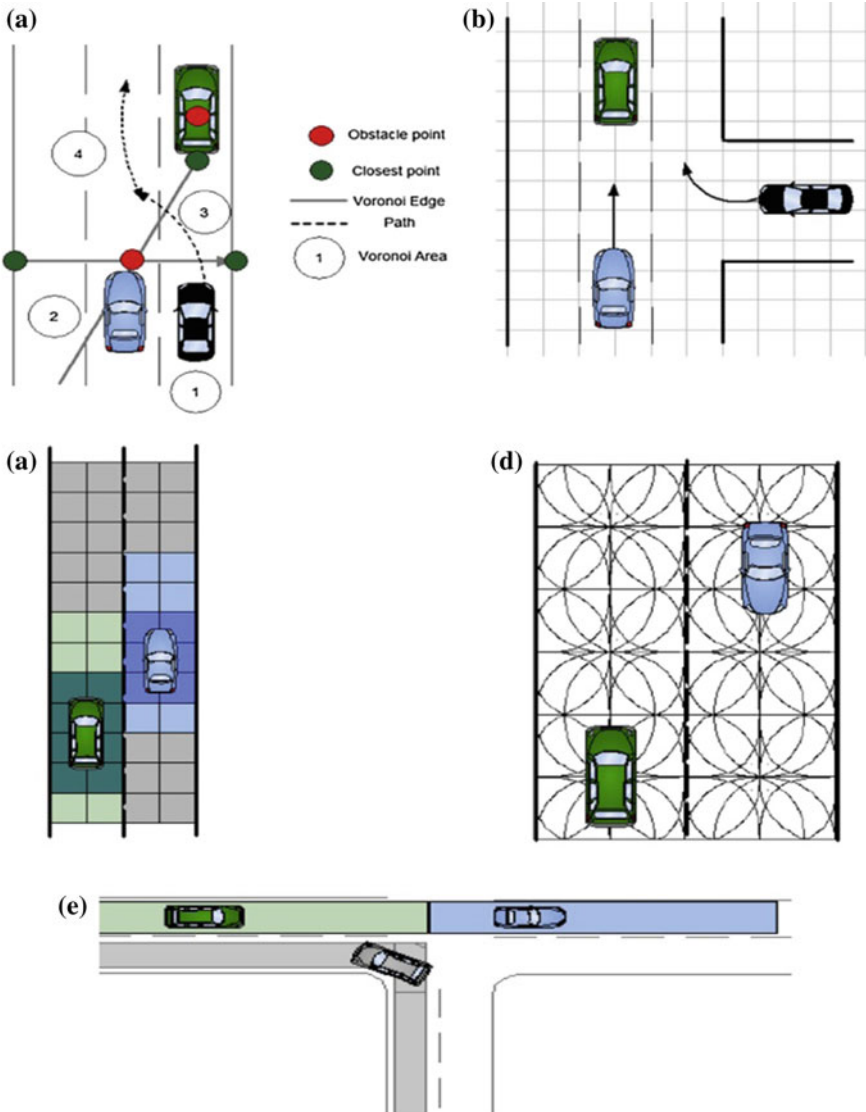 (a)
(b)
4
3
2
1
Obstacle point
Closest point
Voronoi Edge
Path
1
Voronoi Area
(a)
(d)
(e)